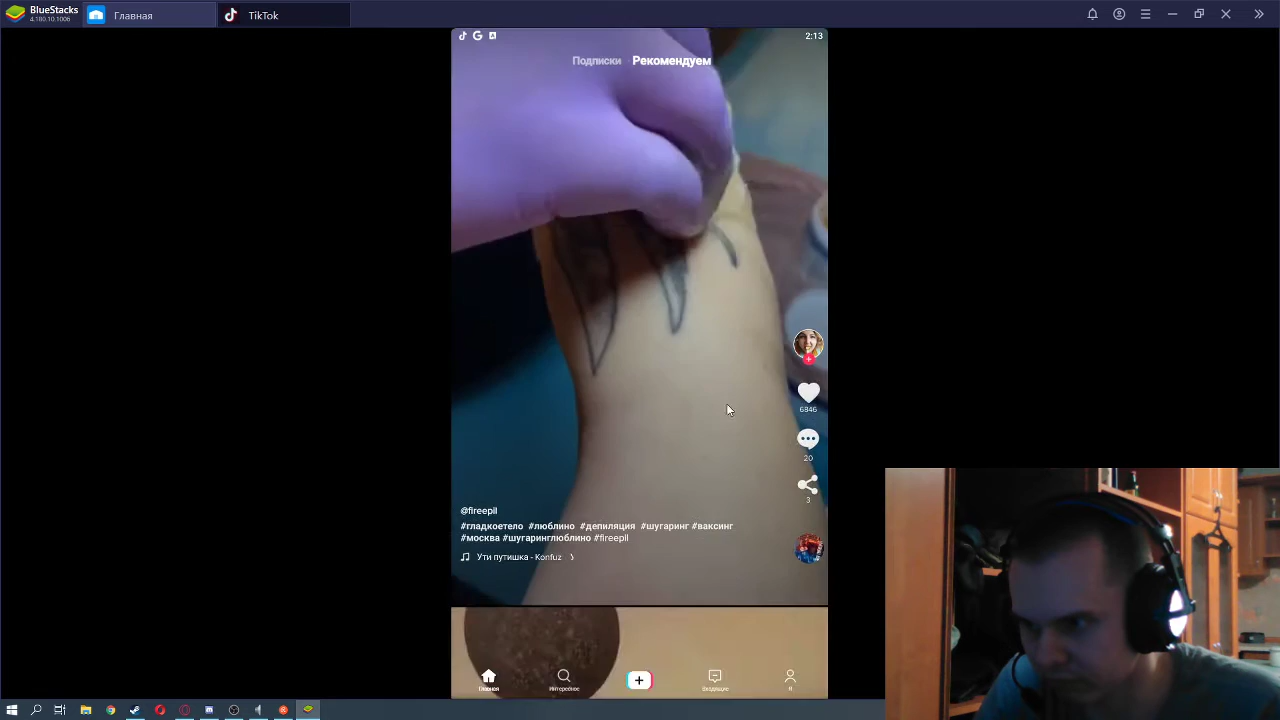 BlueStacks
4.180.10.1006
Главная
TikTok
2:13
Подписки
Рекомендуем
6846
20
3
@fireepil
#гладкоетело #люблино #депиляция #шугаринг #ваксинг
#москва #шугаринглюблино #fireepil
Ути путишка - Konfuz
Главная
Интересное
Входящие
Я